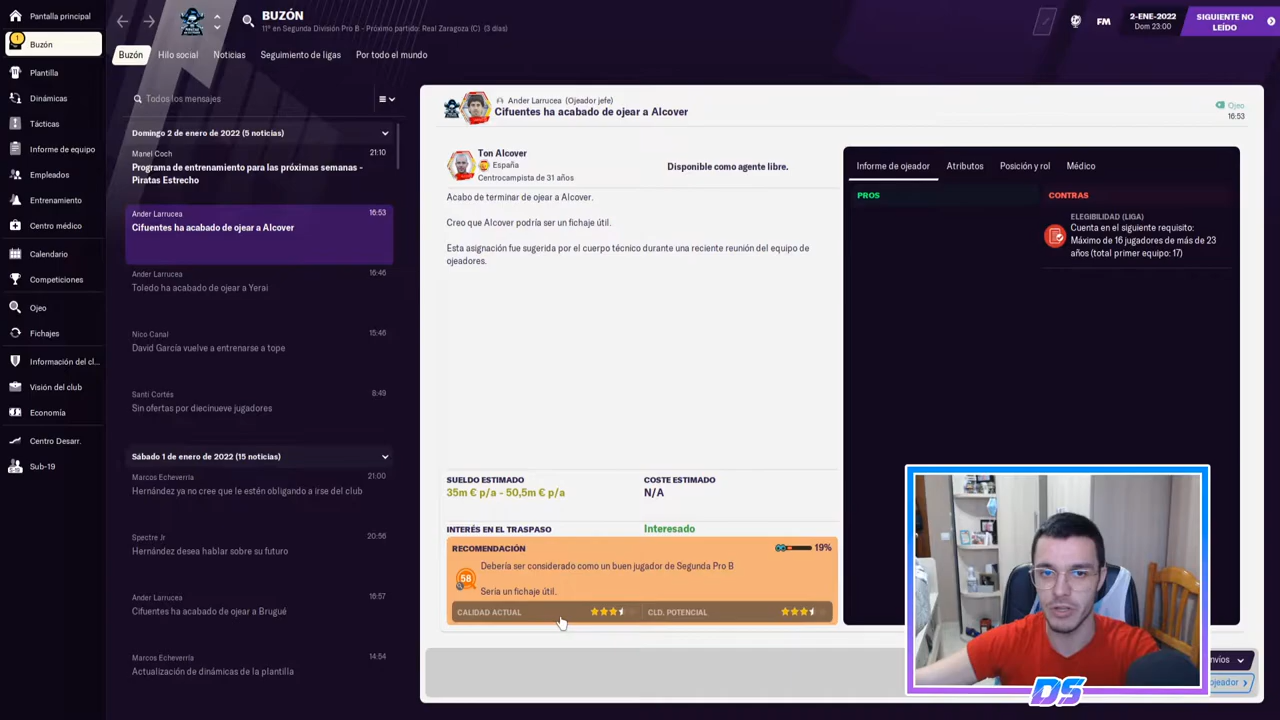 Pantalla principal
1
Buzón
Plantilla
Dinámicas
Tácticas
Informe de equipo
Empleados
Entrenamiento
Centro médico
Calendario
Competiciones
Ojeo
Fichajes
Información del cl...
Visión del club
Economía
Centro Desarr.
Sub-19
BUZÓN
11º en Segunda División Pro B - Próximo partido: Real Zaragoza (C) (3 días)
FM
2-ENE-2022
Dom 23:00
SIGUIENTE NO LEÍDO
Buzón
Hilo social
Noticias
Seguimiento de ligas
Por todo el mundo
Todos los mensajes
Domingo 2 de enero de 2022 (5 noticias)
Manel Coch 21:10
Programa de entrenamiento para las próximas semanas -
Piratas Estrecho
Ander Larrucea 16:53
Cifuentes ha acabado de ojear a Alcover
Ander Larrucea 16:46
Toledo ha acabado de ojear a Yerai
Nico Canal 15:46
David García vuelve a entrenarse a tope
Santi Cortés 8:49
Sin ofertas por diecinueve jugadores
Sábado 1 de enero de 2022 (15 noticias)
Marcos Echeverría 21:00
Hernández ya no cree que le estén obligando a irse del club
Spectre Jr 20:56
Hernández desea hablar sobre su futuro
Ander Larrucea 16:57
Cifuentes ha acabado de ojear a Brugué
Marcos Echeverría 14:54
Actualización de dinámicas de la plantilla
Ander Larrucea (Ojeador jefe)
Cifuentes ha acabado de ojear a Alcover
Ojeo
16:53
Ton Alcover
España
Centrocampista de 31 años
Disponible como agente libre.
Acabo de terminar de ojear a Alcover.
Creo que Alcover podría ser un fichaje útil.
Esta asignación fue sugerida por el cuerpo técnico durante una reciente reunión del equipo de
ojeadores.
SUELDO ESTIMADO
35m € p/a - 50,5m € p/a
COSTE ESTIMADO
N/A
INTERÉS EN EL TRASPASO
Interesado
RECOMENDACIÓN
19%
58
Debería ser considerado como un buen jugador de Segunda Pro B
Sería un fichaje útil.
CALIDAD ACTUAL
CLD. POTENCIAL
Informe de ojeador
Atributos
Posición y rol
Médico
PROS
CONTRAS
ELEGIBILIDAD (LIGA)
Cuenta en el siguiente requisito:
Máximo de 16 jugadores de más de 23
años (total primer equipo: 17)
nvíos
ojeador
DS